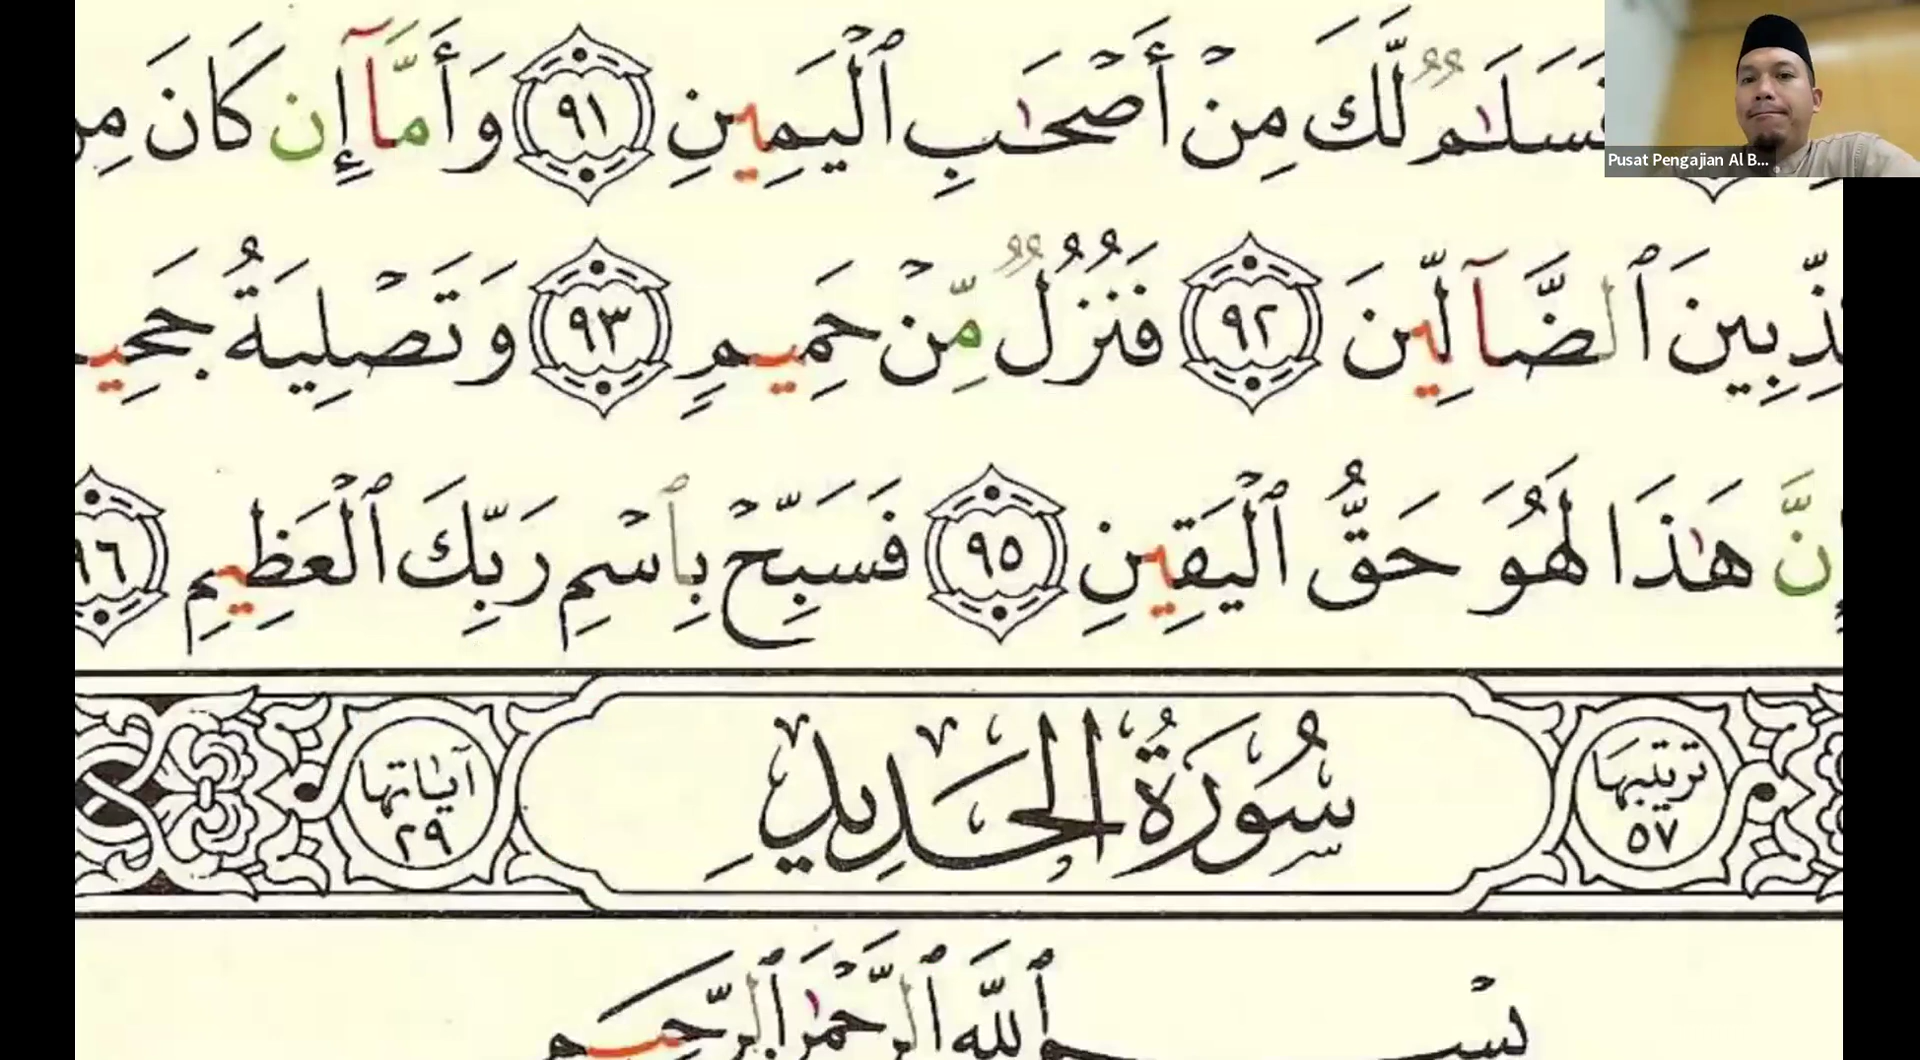 فَسَلَٰمٌ لَّكَ مِنْ أَصْحَٰبِ ٱلْيَمِينِ ٩١ وَأَمَّآ إِن كَانَ مِنَ
Pusat Pengajian Al B...
ٱلضَّآلِّينَ ٩٢ فَنُزُلٌ مِّنْ حَمِيمٍ ٩٣ وَتَصْلِيَةُ
إِنَّ هَٰذَا لَهُوَ حَقُّ ٱلْيَقِينِ ٩٥ فَسَبِّحْ بِٱسْمِ رَبِّكَ ٱلْعَظِيمِ ٩٦
ترتيبها ٥٧ سُورَةُ الحَدِيدِ آياتها ٢٩
بِسْمِ ٱللَّهِ ٱلرَّحْمَٰنِ ٱلرَّحِيمِ